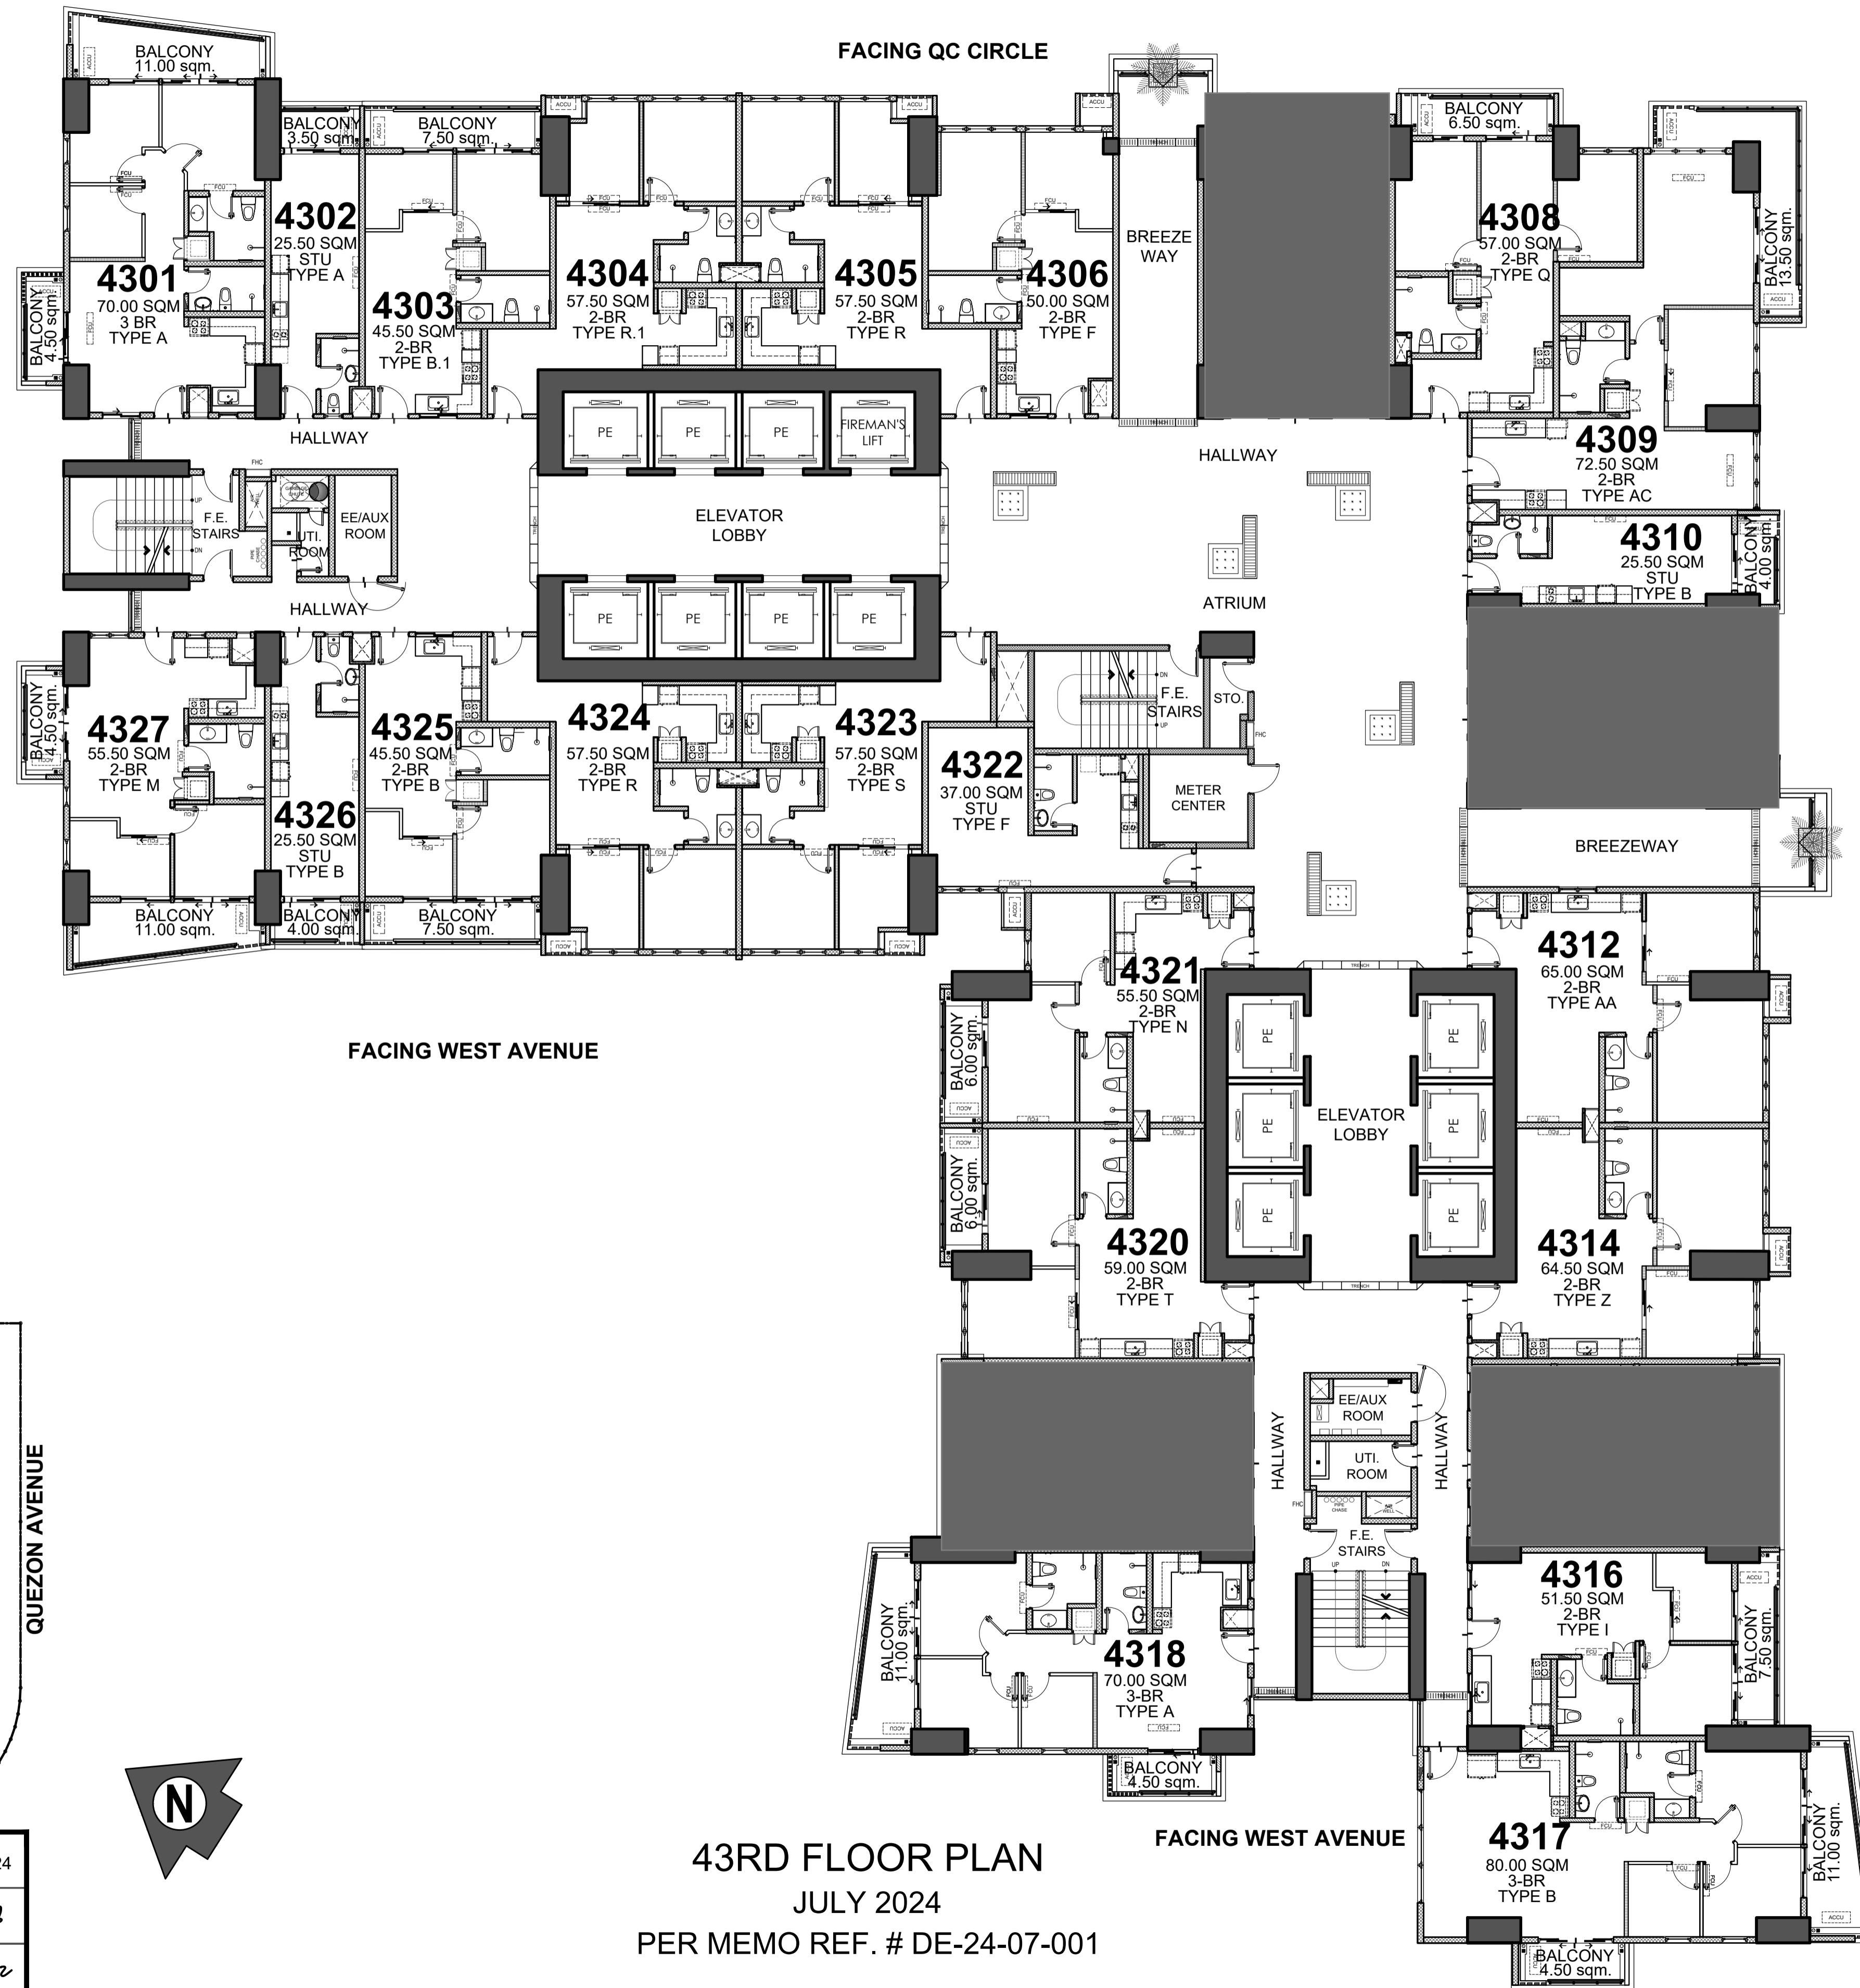 FACING QC CIRCLE
BALCONY
11.00 sqm.
BALCONY
3.50 sqm.
BALCONY
7.50 sqm.
BALCONY
6.50 sqm.
BALCONY
13.50 sqm.
4301
70.00 SQM
3 BR
TYPE A
BALCONY
4.50 sqm.
4302
25.50 SQM
STU
TYPE A
4303
45.50 SQM
2-BR
TYPE B.1
4304
57.50 SQM
2-BR
TYPE R.1
4305
57.50 SQM
2-BR
TYPE R
4306
50.00 SQM
2-BR
TYPE F
BREEZE
WAY
4308
57.00 SQM
2-BR
TYPE Q
4309
72.50 SQM
2-BR
TYPE AC
4310
25.50 SQM
STU
TYPE B
BALCONY
4.00 sqm.
HALLWAY
PE
PE
PE
FIREMAN'S
LIFT
HALLWAY
FHC
UP
F.E.
STAIRS
DN
UTI.
ROOM
EE/AUX
ROOM
ELEVATOR
LOBBY
ATRIUM
HALLWAY
PE
PE
PE
PE
DN
F.E.
STAIRS
UP
STO.
FHC
METER
CENTER
BREEZEWAY
4327
55.50 SQM
2-BR
TYPE M
BALCONY
4.50 sqm.
4326
25.50 SQM
STU
TYPE B
4325
45.50 SQM
2-BR
TYPE B
4324
57.50 SQM
2-BR
TYPE R
4323
57.50 SQM
2-BR
TYPE S
4322
37.00 SQM
STU
TYPE F
BALCONY
11.00 sqm.
BALCONY
4.00 sqm.
BALCONY
7.50 sqm.
FACING WEST AVENUE
4321
55.50 SQM
2-BR
TYPE N
BALCONY
6.00 sqm.
4312
65.00 SQM
2-BR
TYPE AA
TRENCH
PE
PE
PE
PE
PE
PE
ELEVATOR
LOBBY
TRENCH
BALCONY
6.00 sqm.
4320
59.00 SQM
2-BR
TYPE T
4314
64.50 SQM
2-BR
TYPE Z
EE/AUX
ROOM
HALLWAY
HALLWAY
UTI.
ROOM
FHC
PIPE
CHASE
F.E.
STAIRS
UP
DN
4316
51.50 SQM
2-BR
TYPE I
BALCONY
7.50 sqm.
4318
70.00 SQM
3-BR
TYPE A
BALCONY
11.00 sqm.
BALCONY
4.50 sqm.
4317
80.00 SQM
3-BR
TYPE B
BALCONY
11.00 sqm.
BALCONY
4.50 sqm.
FACING WEST AVENUE
QUEZON AVENUE
N
43RD FLOOR PLAN
JULY 2024
PER MEMO REF. # DE-24-07-001